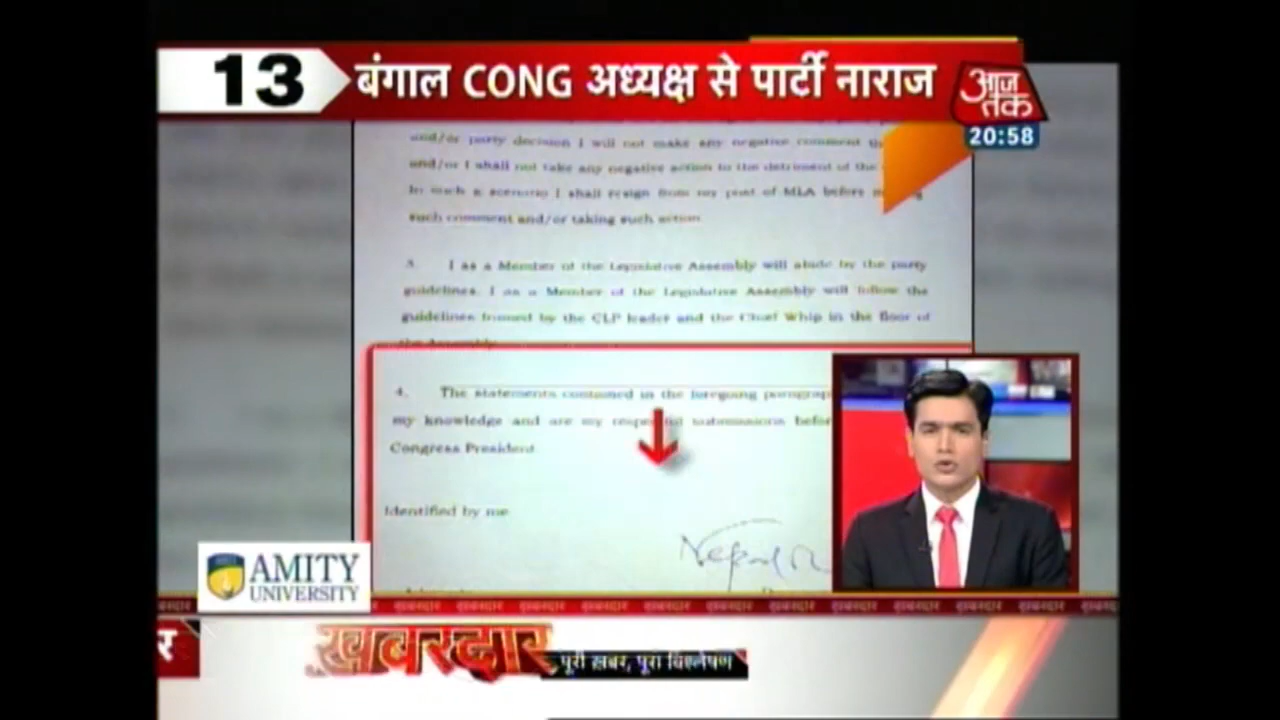 13 बंगाल CONG अध्यक्ष से पार्टी नाराज
आज तक
20:58
and/or party decision I will not make any negative comment
and/or I shall not take any negative action to the detriment of the
In such a scenario I shall resign from my post of MLA before
such comment and/or taking such action
3. I as a Member of the Legislative Assembly will abide by the party
guidelines. I as a Member of the Legislative Assembly will follow the
guidelines framed by the CLP leader and the Chief Whip in the floor of
the Assembly
4. The statements contained in the foregoing
my knowledge and are my submissions
Congress President
Identified by me
AMITY
UNIVERSITY
ख़बरदार
पूरी ख़बर, पूरा विश्लेषण